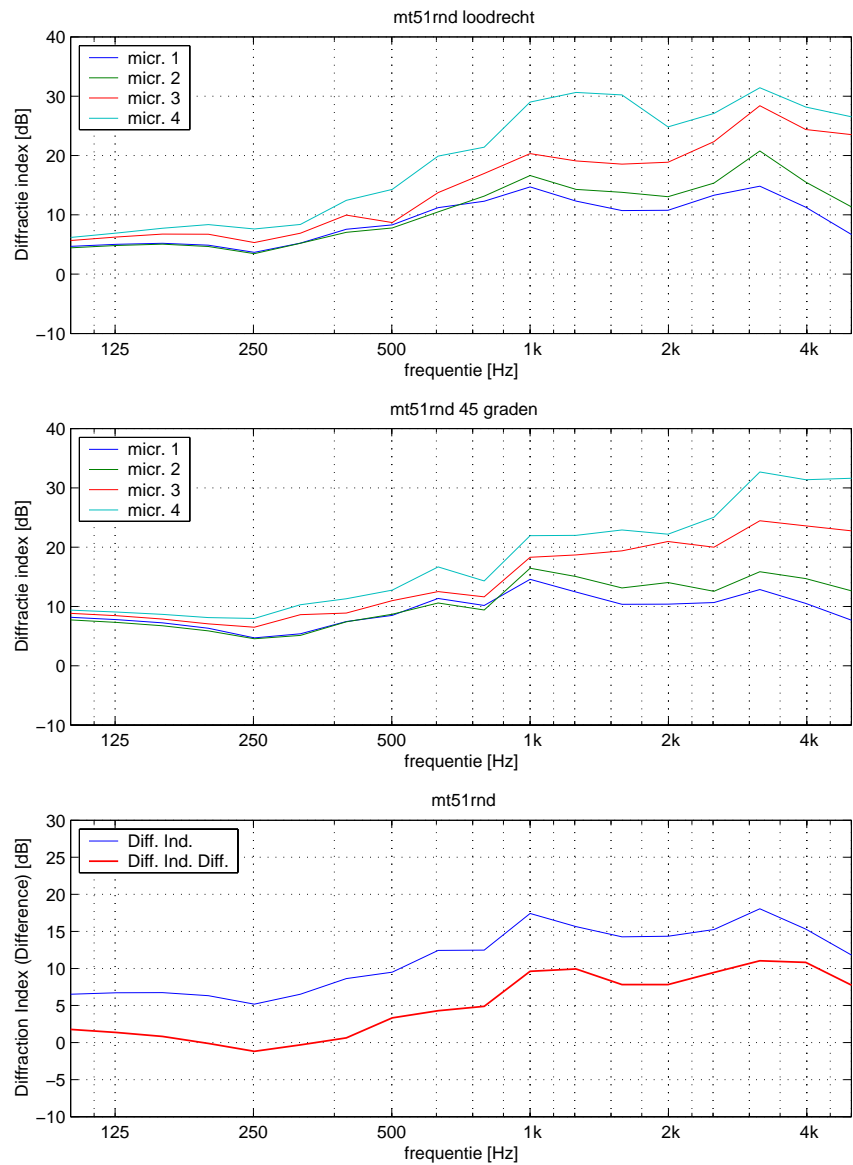 mt51rnd loodrecht
40
30
20
10
0
−10
Diffractie index [dB]
micr. 1
micr. 2
micr. 3
micr. 4
125 250 500 1k 2k 4k
frequentie [Hz]
mt51rnd 45 graden
40
30
20
10
0
−10
Diffractie index [dB]
micr. 1
micr. 2
micr. 3
micr. 4
125 250 500 1k 2k 4k
frequentie [Hz]
mt51rnd
30
25
20
15
10
5
0
−5
−10
Diffraction Index (Difference) [dB]
Diff. Ind.
Diff. Ind. Diff.
125 250 500 1k 2k 4k
frequentie [Hz]